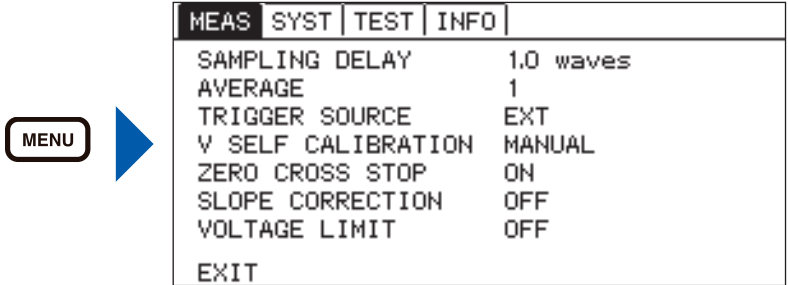 MEAS SYST TEST INFO
SAMPLING DELAY 1.0 waves
AVERAGE 1
TRIGGER SOURCE EXT
MENU
V SELF CALIBRATION MANUAL
ZERO CROSS STOP ON
SLOPE CORRECTION OFF
VOLTAGE LIMIT OFF
EXIT